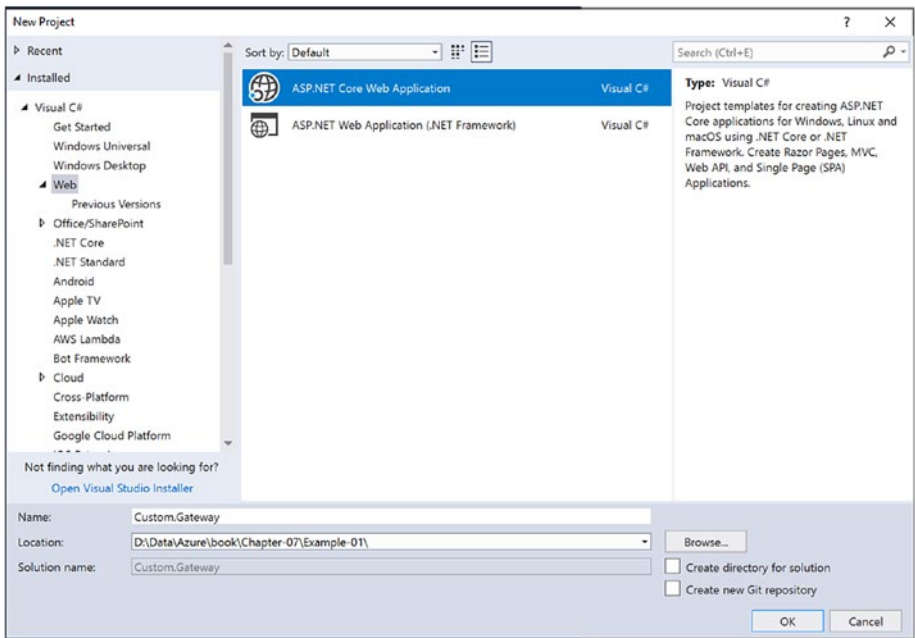 New Project
?
Recent
Installed
Visual C#
Get Started
Windows Universal
Windows Desktop
Web
Previous Versions
Office/SharePoint
.NET Core
.NET Standard
Android
Apple TV
Apple Watch
AWS Lambda
Bot Framework
Cloud
Cross-Platform
Extensibility
Google Cloud Platform
Not finding what you are looking for?
Open Visual Studio Installer
Sort by: Default
ASP.NET Core Web Application Visual C#
ASP.NET Web Application (.NET Framework) Visual C#
Search (Ctrl+E)
Type: Visual C#
Project templates for creating ASP.NET
Core applications for Windows, Linux and
macOS using .NET Core or .NET
Framework. Create Razor Pages, MVC,
Web API, and Single Page (SPA)
Applications.
Name: Custom.Gateway
Location: D:\Data\Azure\book\Chapter-07\Example-01\
Browse...
Solution name: Custom.Gateway
Create directory for solution
Create new Git repository
OK Cancel